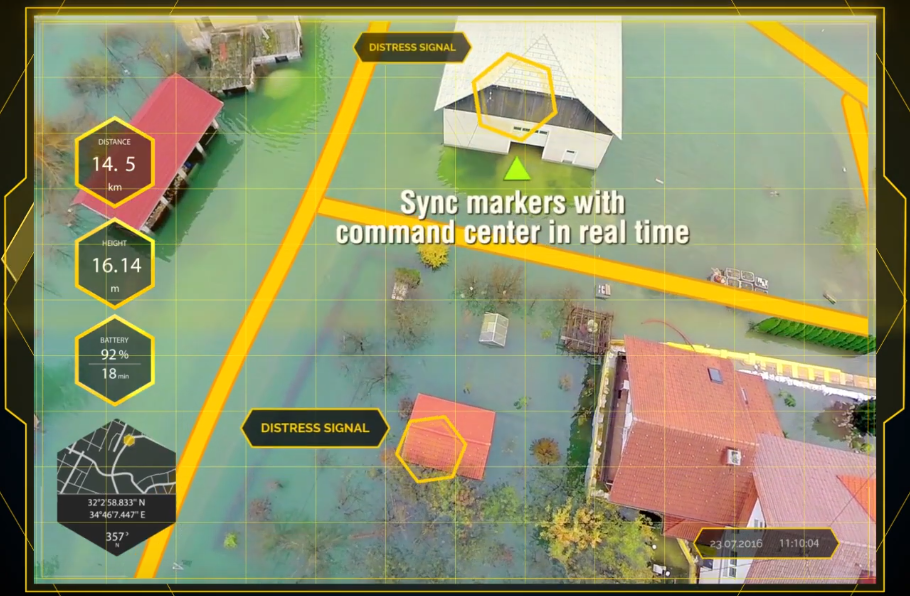 DISTRESS SIGNAL
DISTANCE
14. 5
km
Sync markers with
command center in real time
HEIGHT
16.14
m
BATTERY
92%
18 min
DISTRESS SIGNAL
32°2'58.833" N
34°46'7.447" E
357°
N
23 07.2016 11:10:04